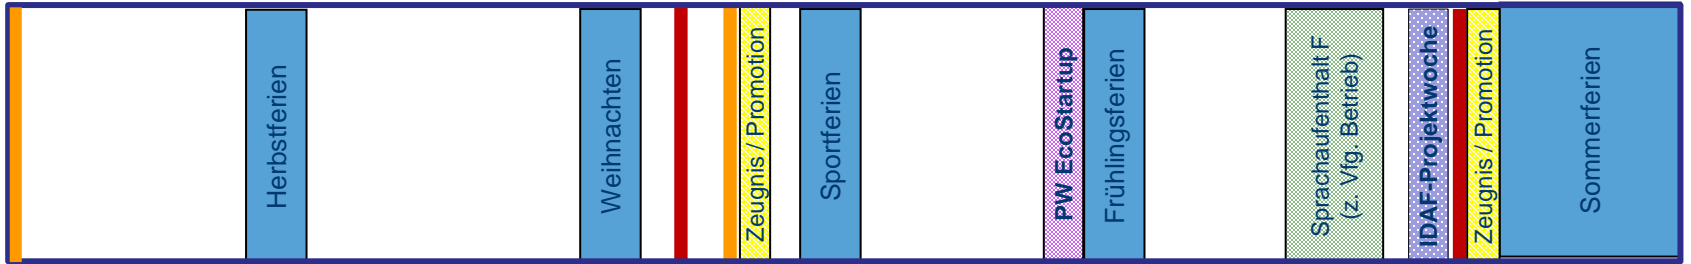 Herbstferien
Weihnachten
Zeugnis / Promotion
Sportferien
PW EcoStartup
Frühlingsferien
Sprachaufenthalt F
(z. Vfg. Betrieb)
IDAF-Projektwoche
Zeugnis / Promotion
Sommerferien